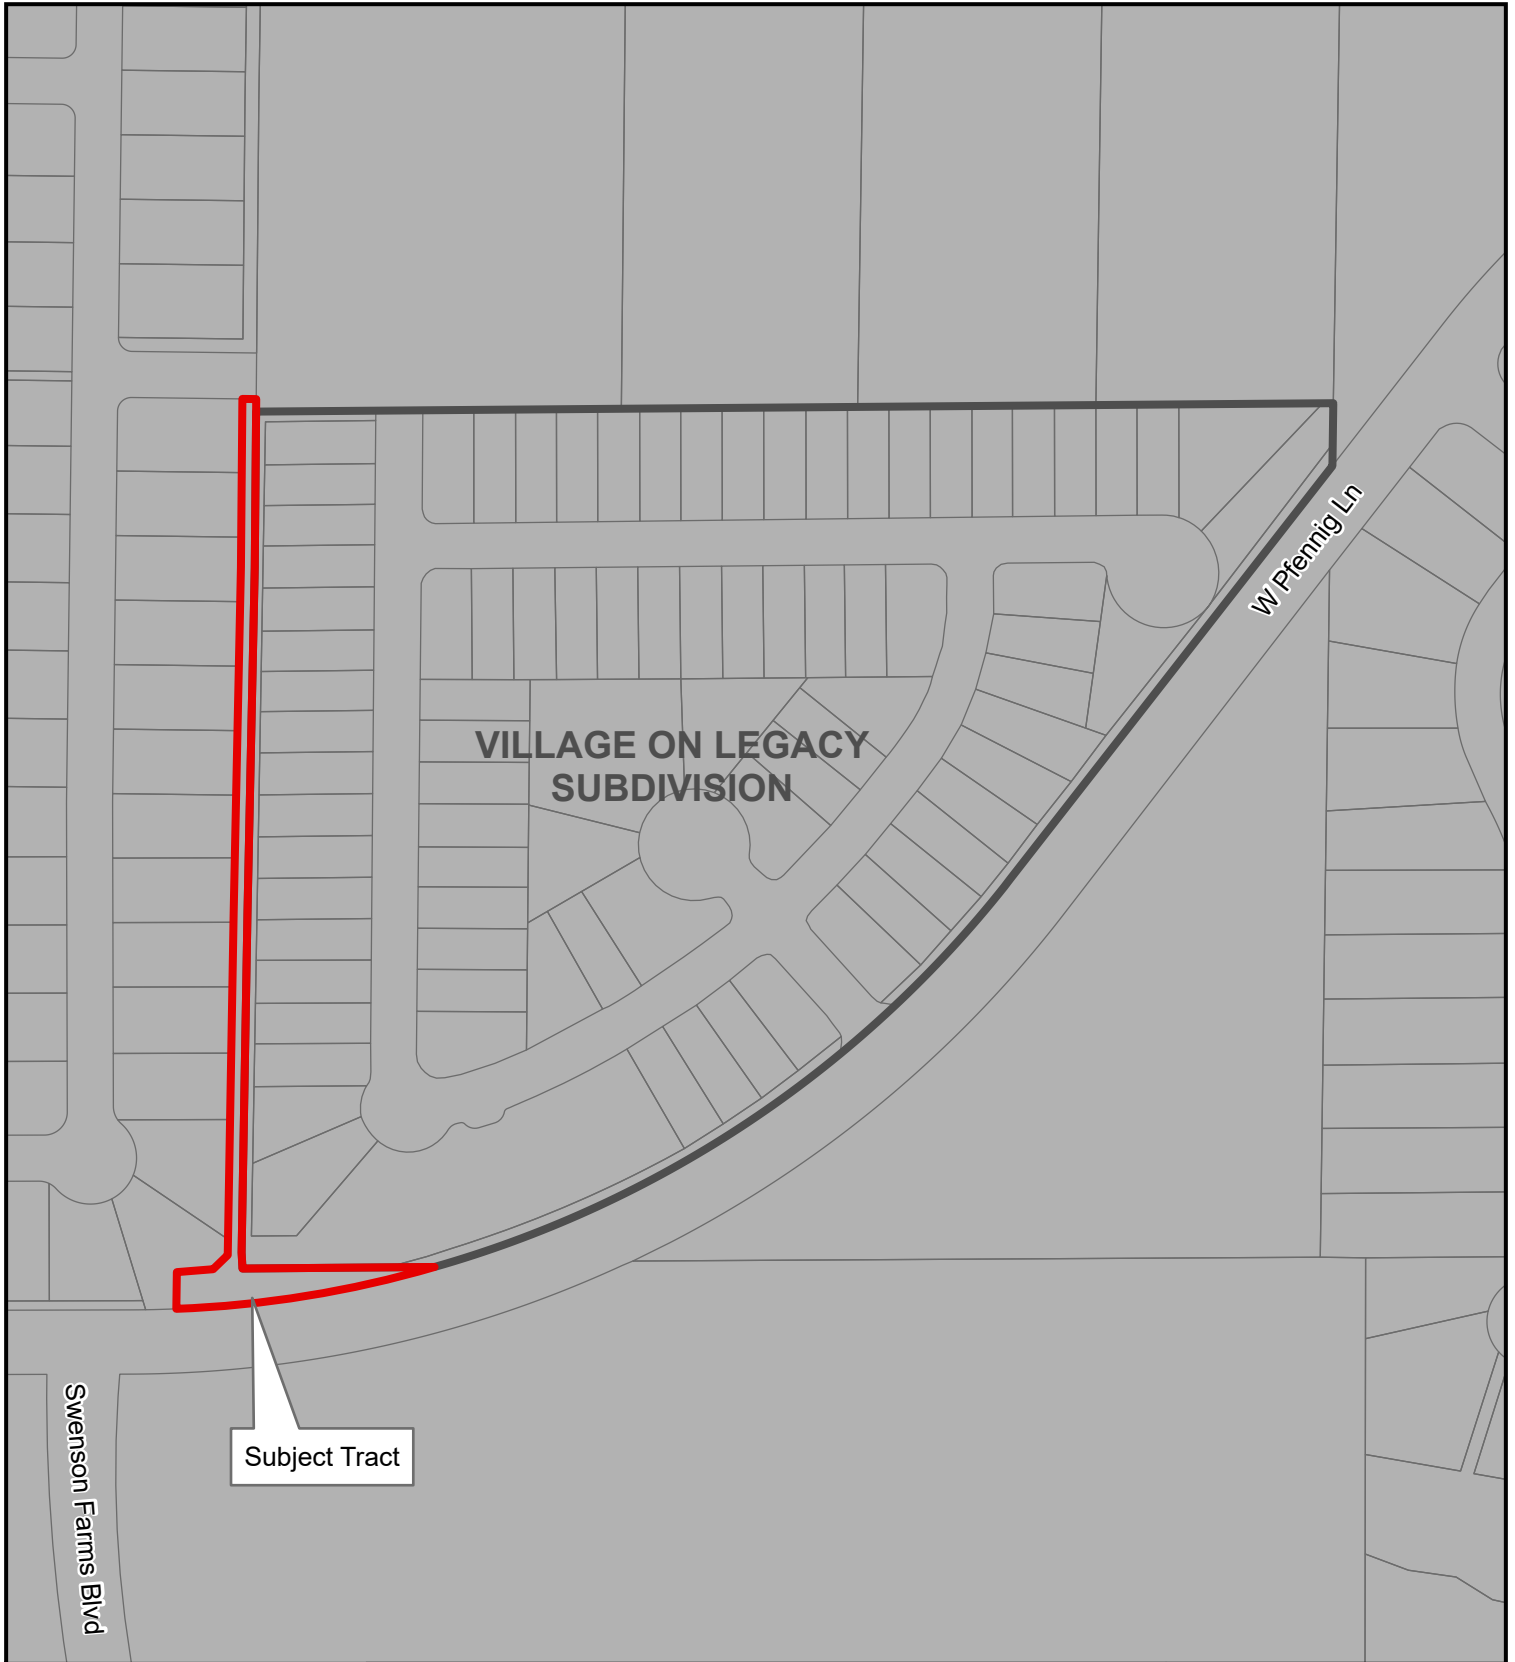 W Pfennig Ln
VILLAGE ON LEGACY
SUBDIVISION
Subject Tract
Swenson Farms Blvd